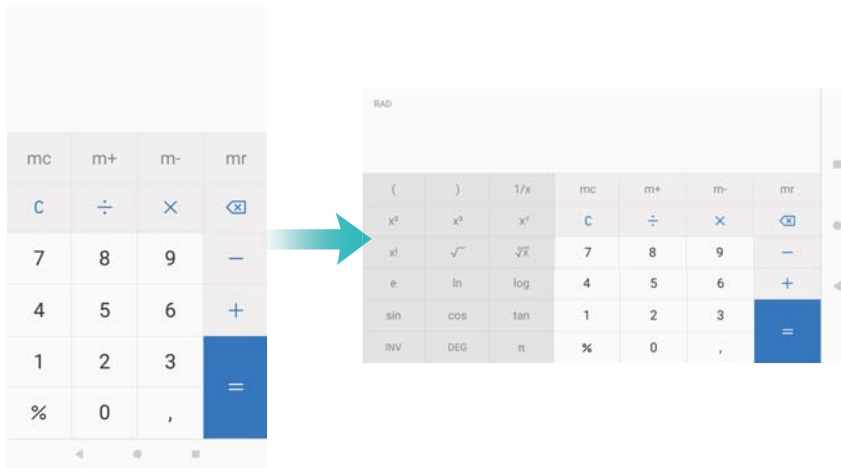 mc m+ m- mr
C ÷ ×
7 8 9 −
4 5 6 +
1 2 3
=
% 0 ,
RAD
( ) 1/x mc m+ m- mr
C ÷ ×
x! √ 7 8 9 −
e ln log 4 5 6 +
sin cos tan 1 2 3
=
INV DEG π % 0 ,